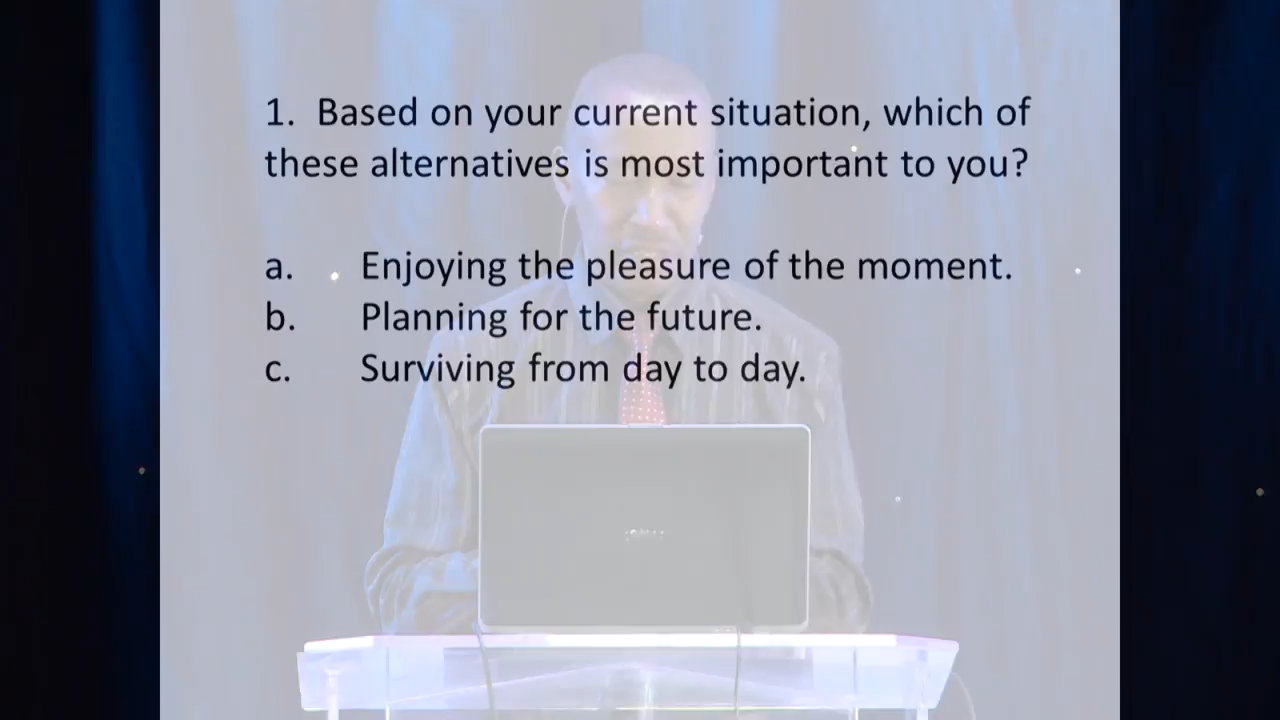 1. Based on your current situation, which of
these alternatives is most important to you?
a. Enjoying the pleasure of the moment.
b. Planning for the future.
c. Surviving from day to day.